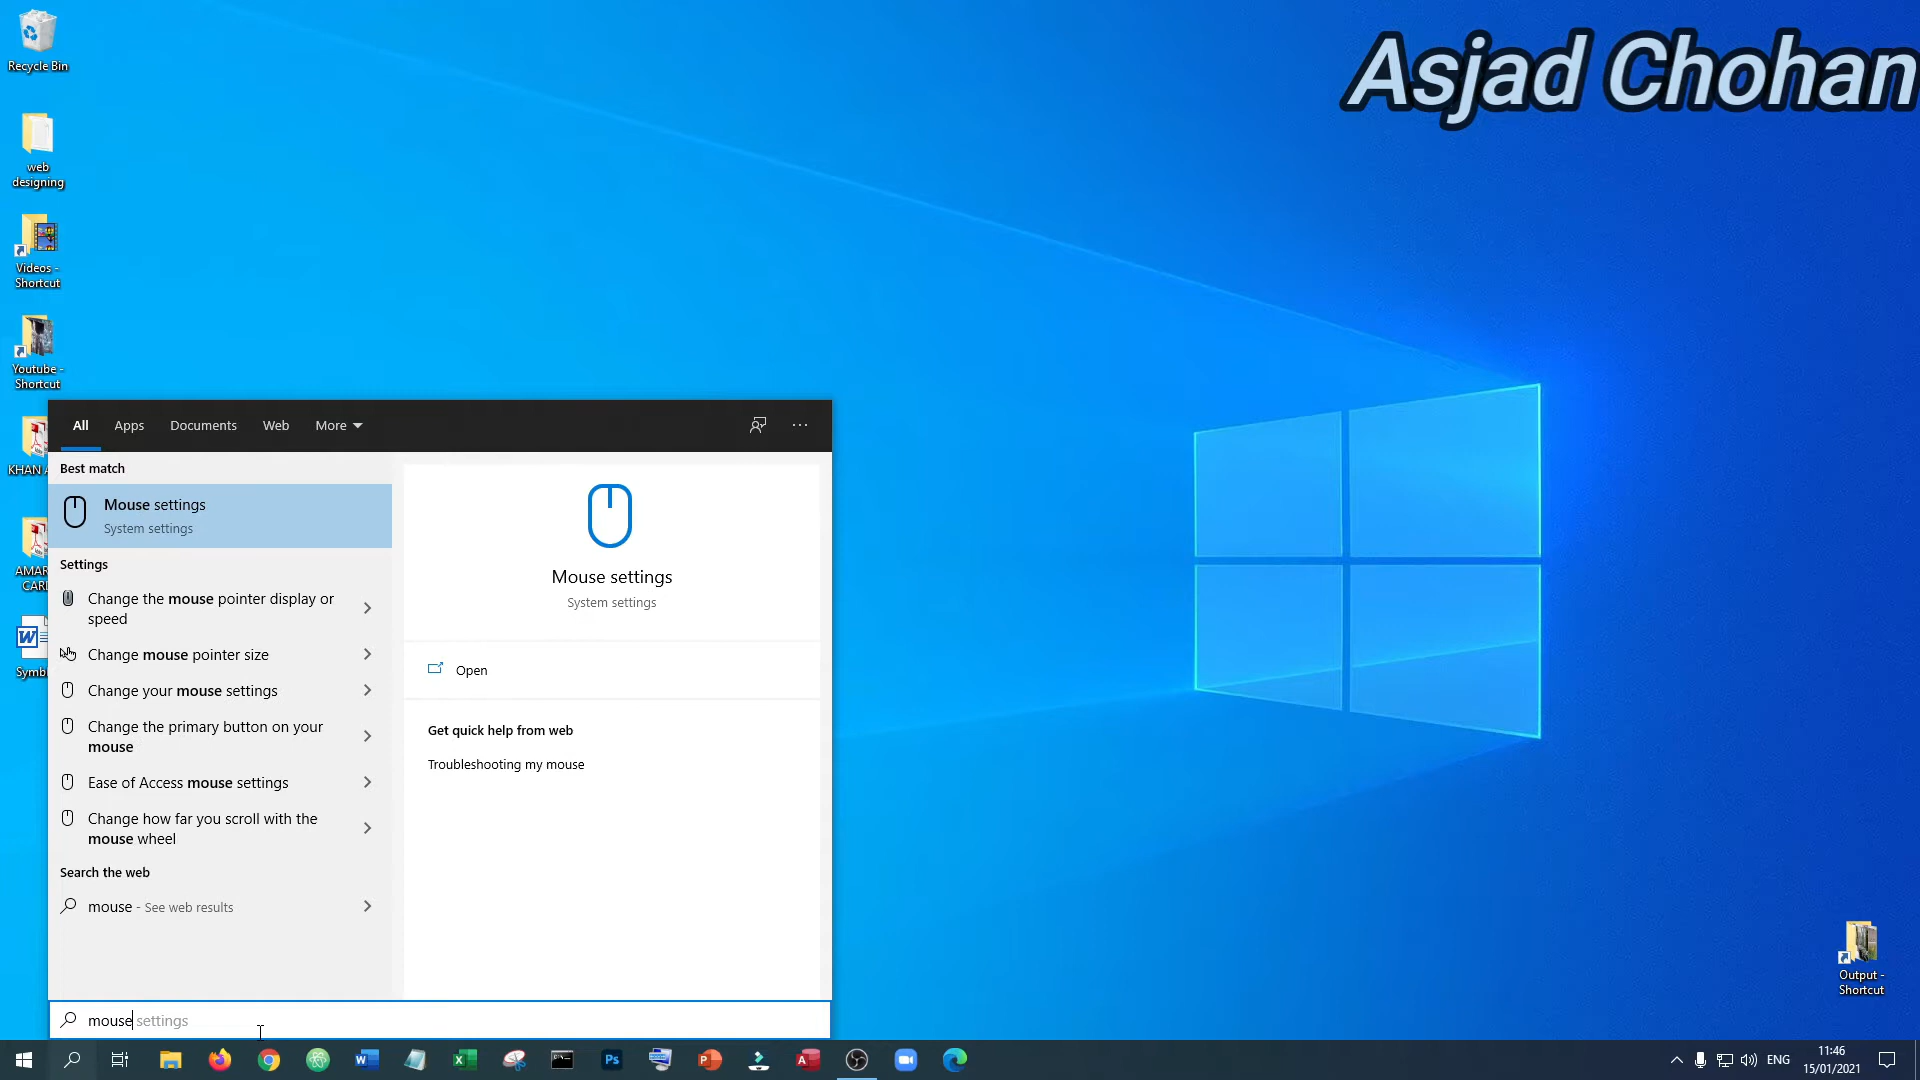 Asjad Chohan
Recycle Bin
web
designing
Videos -
Shortcut
Youtube -
Shortcut
KHAN
AMAR
CARI
Symbl
All Apps Documents Web More
Best match
Mouse settings
System settings
Settings
Change the mouse pointer display or
speed
Change mouse pointer size
Change your mouse settings
Change the primary button on your
mouse
Ease of Access mouse settings
Change how far you scroll with the
mouse wheel
Search the web
mouse - See web results
Mouse settings
System settings
Open
Get quick help from web
Troubleshooting my mouse
mouse settings
Output -
Shortcut
ENG
11:46
15/01/2021